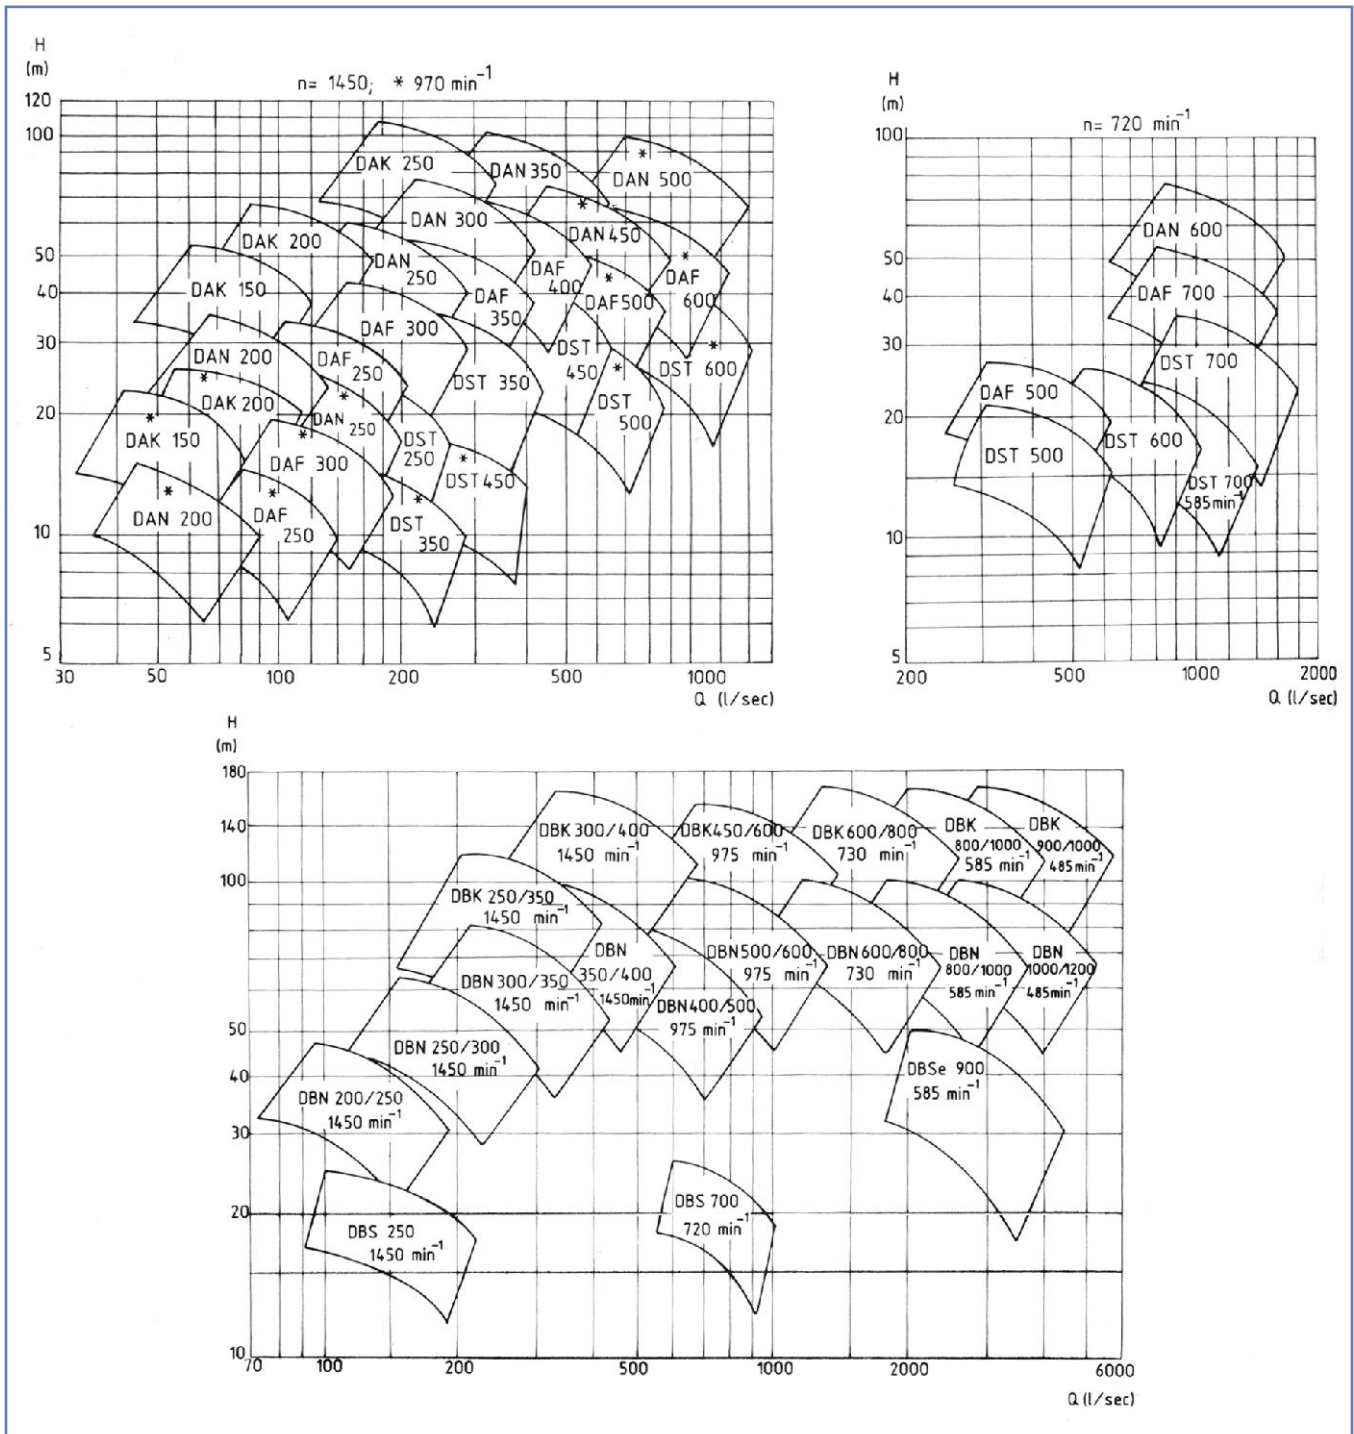 H
(m)
n= 1450; * 970 min⁻¹
120
100
50
40
30
20
10
5
30
50
100
200
500
1000
Q (l/sec)
DAK 250
DAN 350
*
DAN 500
DAK 200
DAN 300
*
DAN 450
DAK 150
DAN
250
DAF
400
*
DAF 500
*
DAF
600
DAF 300
DAF
350
DAN 200
DAF
250
DST 350
DST
450
*
DST 600
*
DAK 200
*
DAN
250
*
DST
500
*
DAK 150
*
DAF 300
DST
250
*
DST 450
*
DAN 200
*
DAF
250
*
DST
350
H
(m)
n= 720 min⁻¹
100
50
40
30
20
10
5
200
500
1000
2000
Q (l/sec)
DAN 600
DAF 700
DST 700
DAF 500
DST 600
DST 500
DST 700
585min⁻¹
H
(m)
180
140
100
50
40
30
20
10
70
100
200
500
1000
2000
6000
Q (l/sec)
DBK 300/400
1450 min⁻¹
DBK450/600
975 min⁻¹
DBK 600/800
730 min⁻¹
DBK
800/1000
585 min⁻¹
DBK
900/1000
485min⁻¹
DBK 250/350
1450 min⁻¹
DBN 300/350
1450 min⁻¹
DBN
350/400
1450min⁻¹
DBN500/600
975 min⁻¹
DBN 600/800
730 min⁻¹
DBN
800/1000
585 min⁻¹
DBN
1000/1200
485min⁻¹
DBN400/500
975 min⁻¹
DBN 250/300
1450 min⁻¹
DBN 200/250
1450 min⁻¹
DBSe 900
585 min⁻¹
DBS 250
1450 min⁻¹
DBS 700
720 min⁻¹